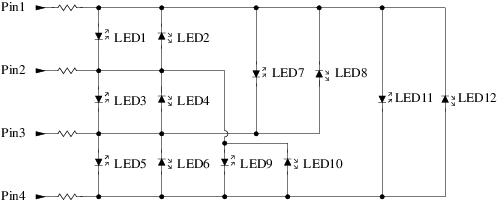 Pin1
LED1 LED2
Pin2
LED7 LED8
LED3 LED4
LED11 LED12
Pin3
LED5 LED6 LED9 LED10
Pin4